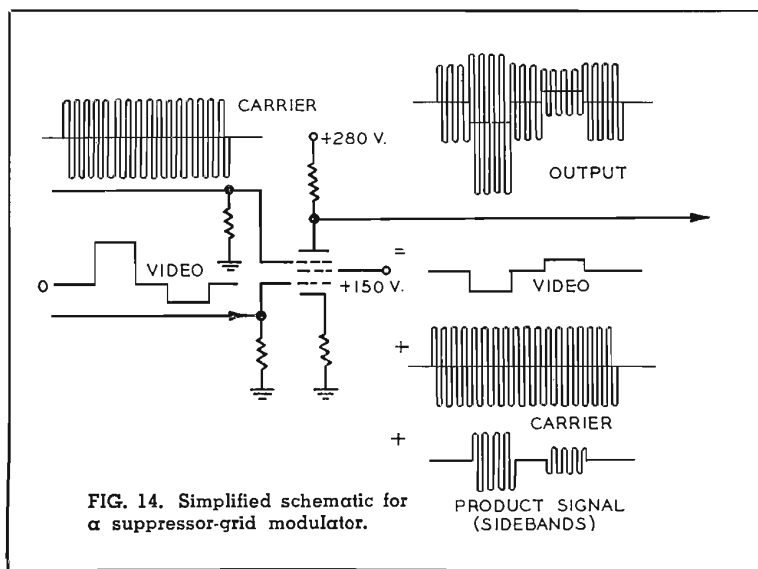 CARRIER
+280 V.
OUTPUT
0
VIDEO
+150 V.
=
VIDEO
+
CARRIER
+
PRODUCT SIGNAL
(SIDEBANDS)
FIG. 14. Simplified schematic for
a suppressor-grid modulator.